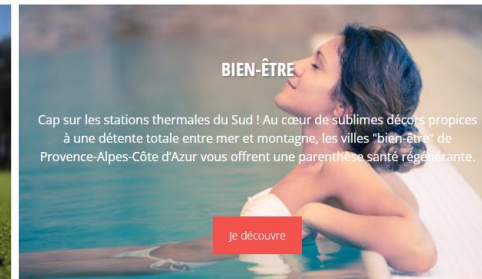 BIEN-ÊTRE
Cap sur les stations thermales du Sud ! Au cœur de sublimes décors propices
à une détente totale entre mer et montagne, les villes "bien-être" de
Provence-Alpes-Côte d'Azur vous offrent une parenthèse santé régénérante.
Je découvre